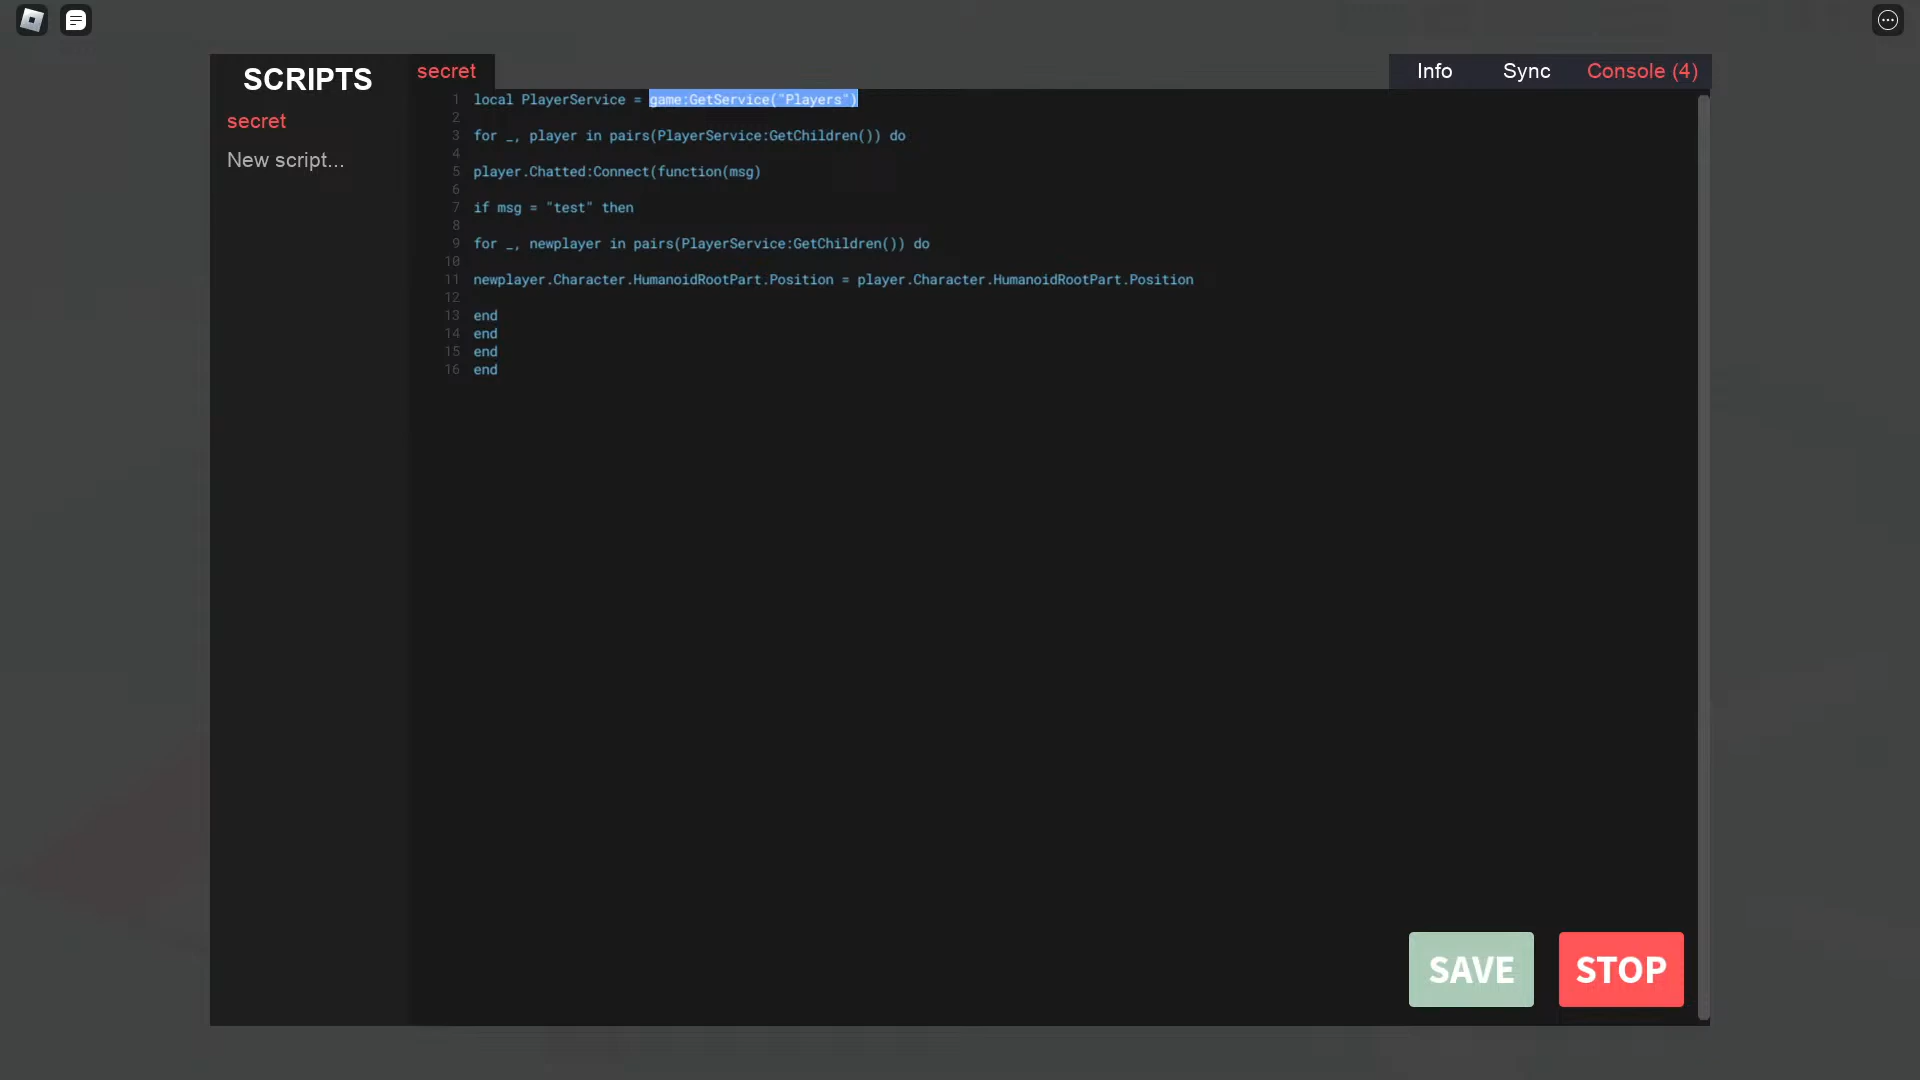 SCRIPTS
secret
New script...
secret
Info
Sync
Console (4)
1 local PlayerService = game:GetService("Players")
2
3 for _, player in pairs(PlayerService:GetChildren()) do
4
5 player.Chatted:Connect(function(msg)
6
7 if msg = "test" then
8
9 for _, newplayer in pairs(PlayerService:GetChildren()) do
10
11 newplayer.Character.HumanoidRootPart.Position = player.Character.HumanoidRootPart.Position
12
13 end
14 end
15 end
16 end
SAVE
STOP